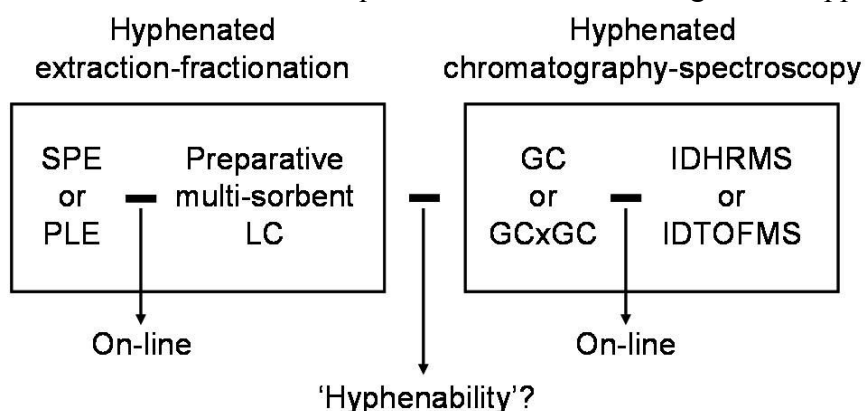 Hyphenated
extraction-fractionation
Hyphenated
chromatography-spectroscopy
SPE
or
PLE
Preparative
multi-sorbent
LC
GC
or
GCxGC
IDHRMS
or
IDTOFMS
On-line
On-line
'Hyphenability'?